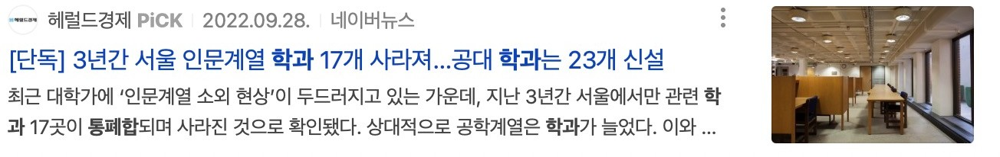 헤럴드경제 헤럴드경제 PiCK 2022.09.28. 네이버뉴스
[단독] 3년간 서울 인문계열 학과 17개 사라져...공대 학과는 23개 신설
최근 대학가에 ‘인문계열 소외 현상’이 두드러지고 있는 가운데, 지난 3년간 서울에서만 관련 학
과 17곳이 통폐합되며 사라진 것으로 확인됐다. 상대적으로 공학계열은 학과가 늘었다. 이와 ...